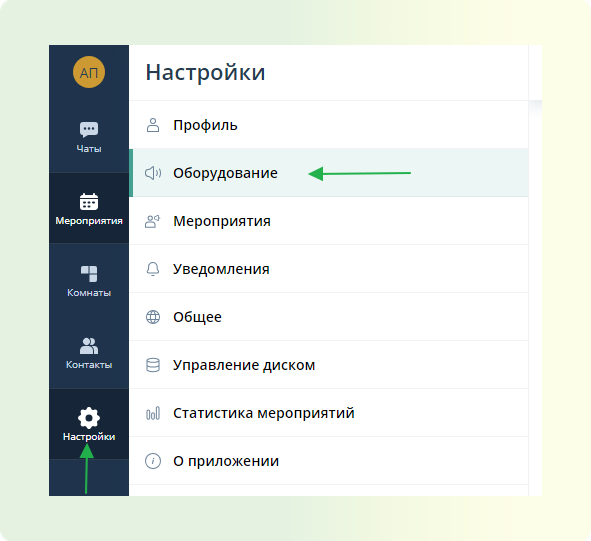 АП
Чаты
Мероприятия
Комнаты
Контакты
Настройки
Настройки
Профиль
Оборудование
Мероприятия
Уведомления
Общее
Управление диском
Статистика мероприятий
О приложении